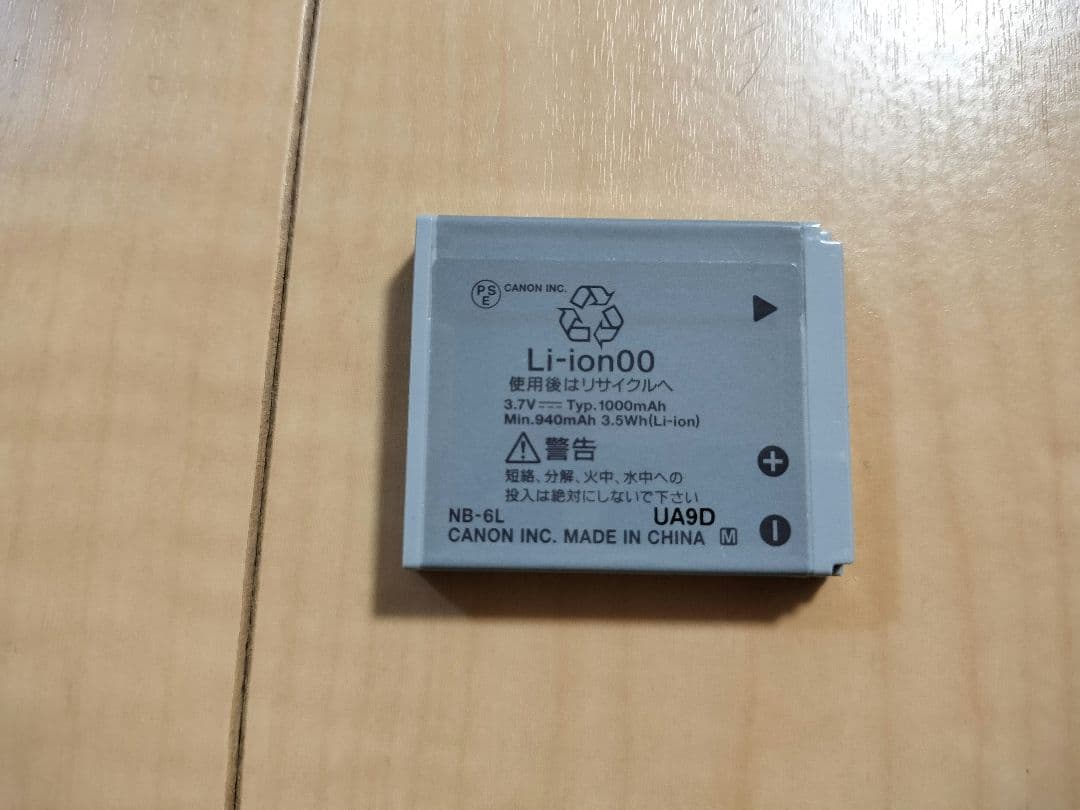 PSE CANON INC.
Li-ion00
使用後はリサイクルへ
3.7V⎓ Typ.1000mAh
Min.940mAh 3.5Wh(Li-ion)
⚠警告
短絡、分解、火中、水中への
投入は絶対にしないで下さい
NB-6L UA9D
CANON INC. MADE IN CHINA M